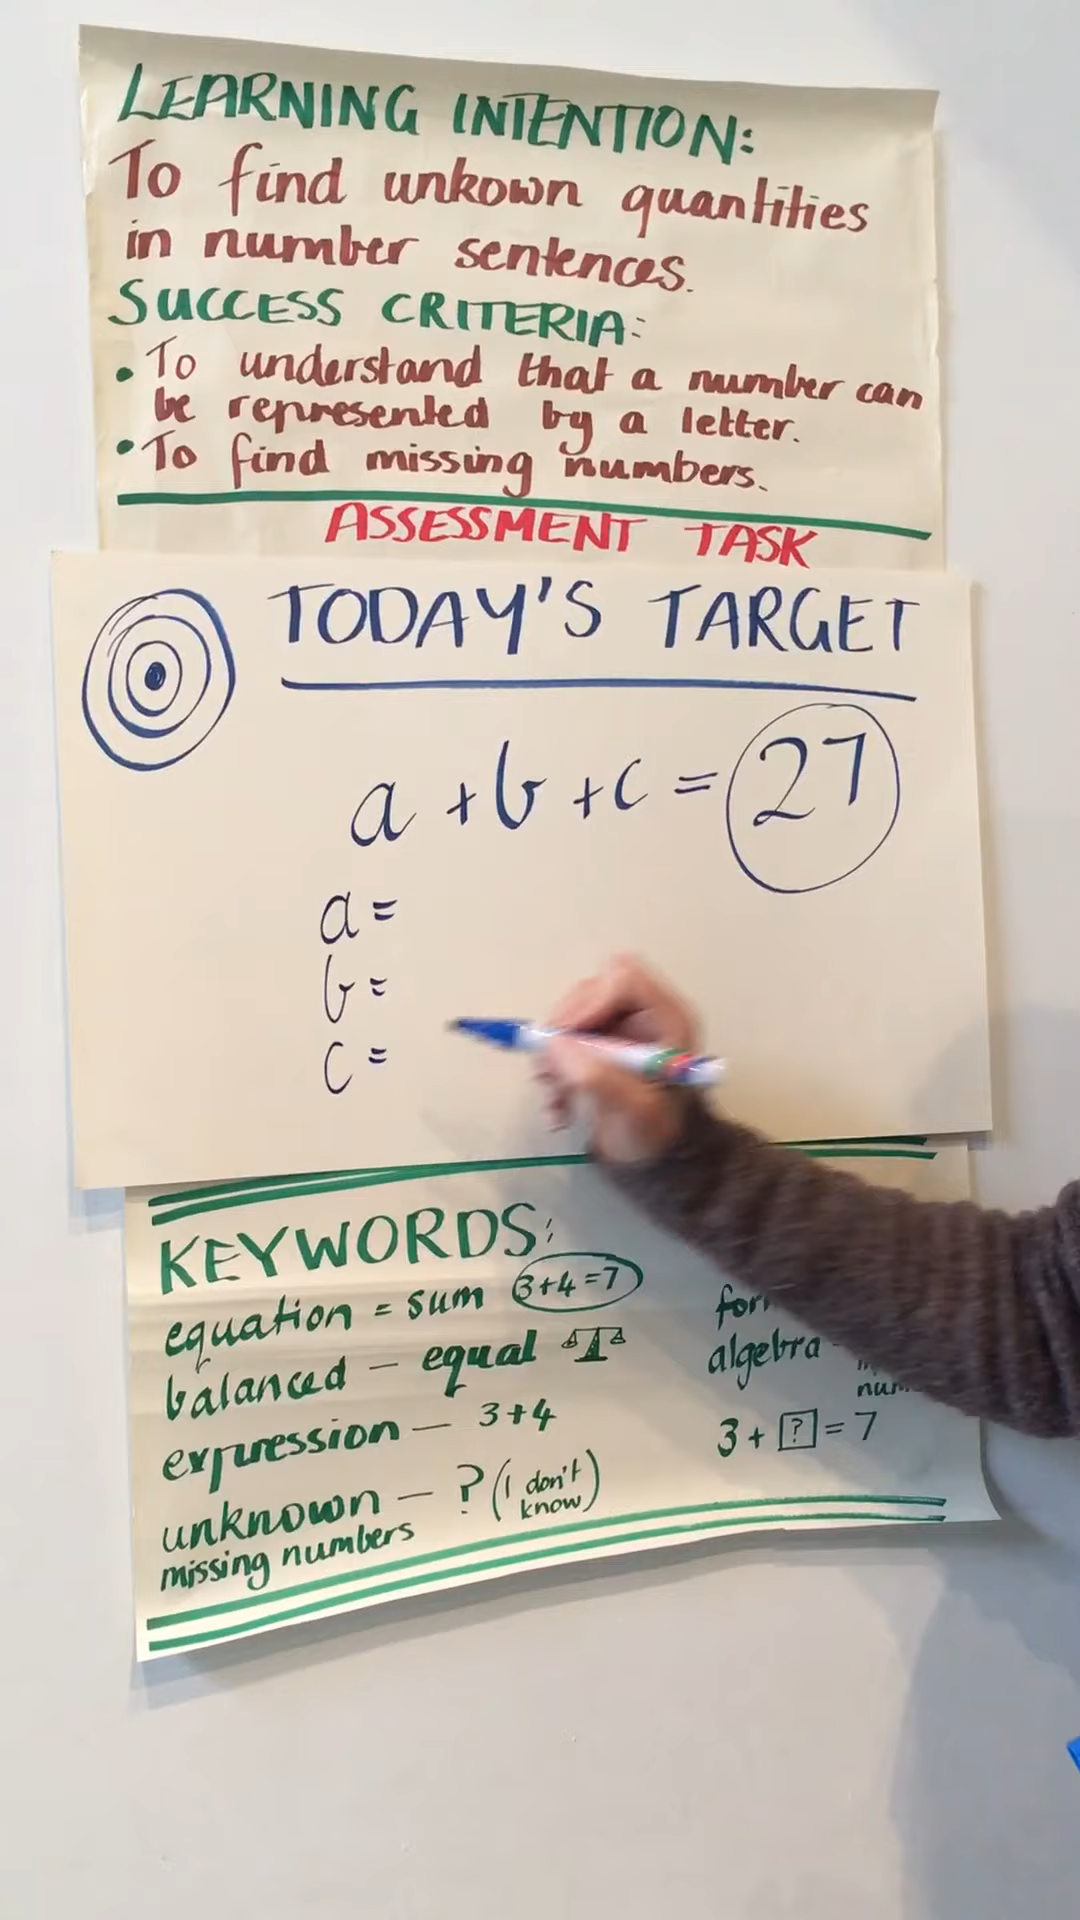 LEARNING INTENTION:
To find unkown quantities
in number sentences.
SUCCESS CRITERIA:
• To understand that a number can
be represented by a letter.
• To find missing numbers.
ASSESSMENT TASK
TODAY'S TARGET
a + b + c = 27
a =
b =
c =
KEYWORDS:
equation = sum 3+4=7
balanced — equal
expression — 3+4
unknown — ? (I don't know)
missing numbers
algebra
3 + ? = 7